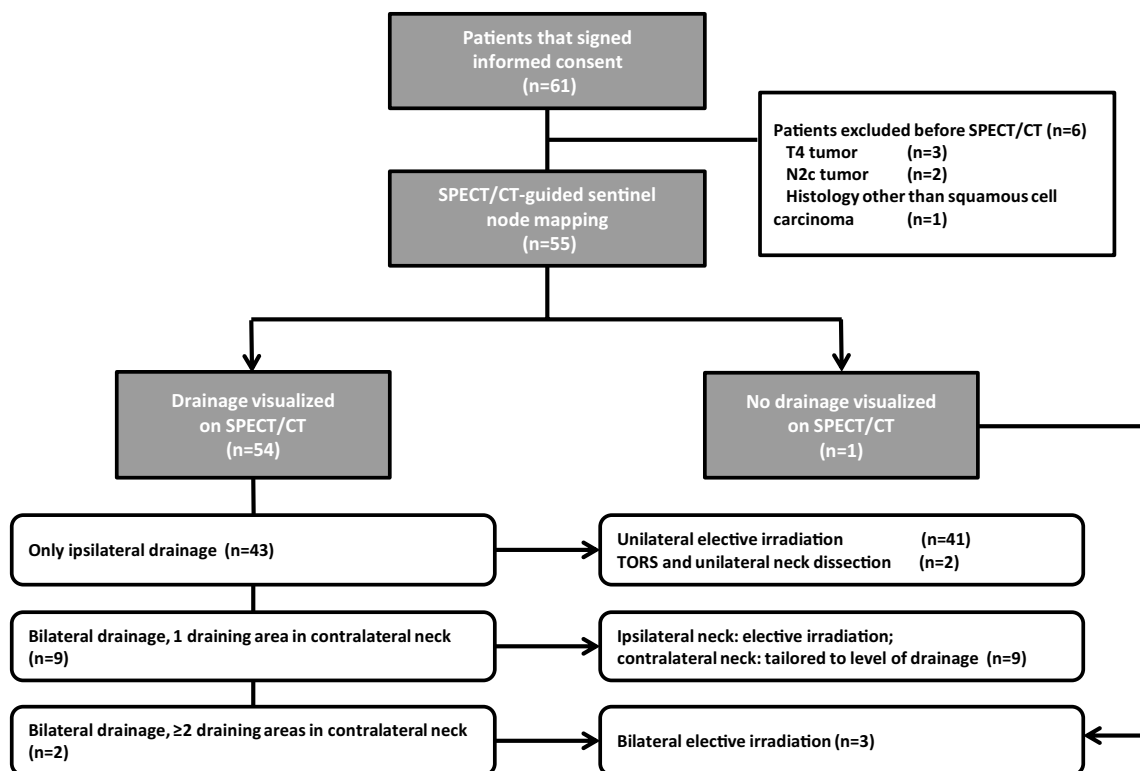 Patients that signed
informed consent
(n=61)
Patients excluded before SPECT/CT (n=6)
T4 tumor (n=3)
N2c tumor (n=2)
Histology other than squamous cell
carcinoma (n=1)
SPECT/CT-guided sentinel
node mapping
(n=55)
Drainage visualized
on SPECT/CT
(n=54)
No drainage visualized
on SPECT/CT
(n=1)
Only ipsilateral drainage (n=43)
Unilateral elective irradiation (n=41)
TORS and unilateral neck dissection (n=2)
Bilateral drainage, 1 draining area in contralateral neck
(n=9)
Ipsilateral neck: elective irradiation;
contralateral neck: tailored to level of drainage (n=9)
Bilateral drainage, ≥2 draining areas in contralateral neck
(n=2)
Bilateral elective irradiation (n=3)